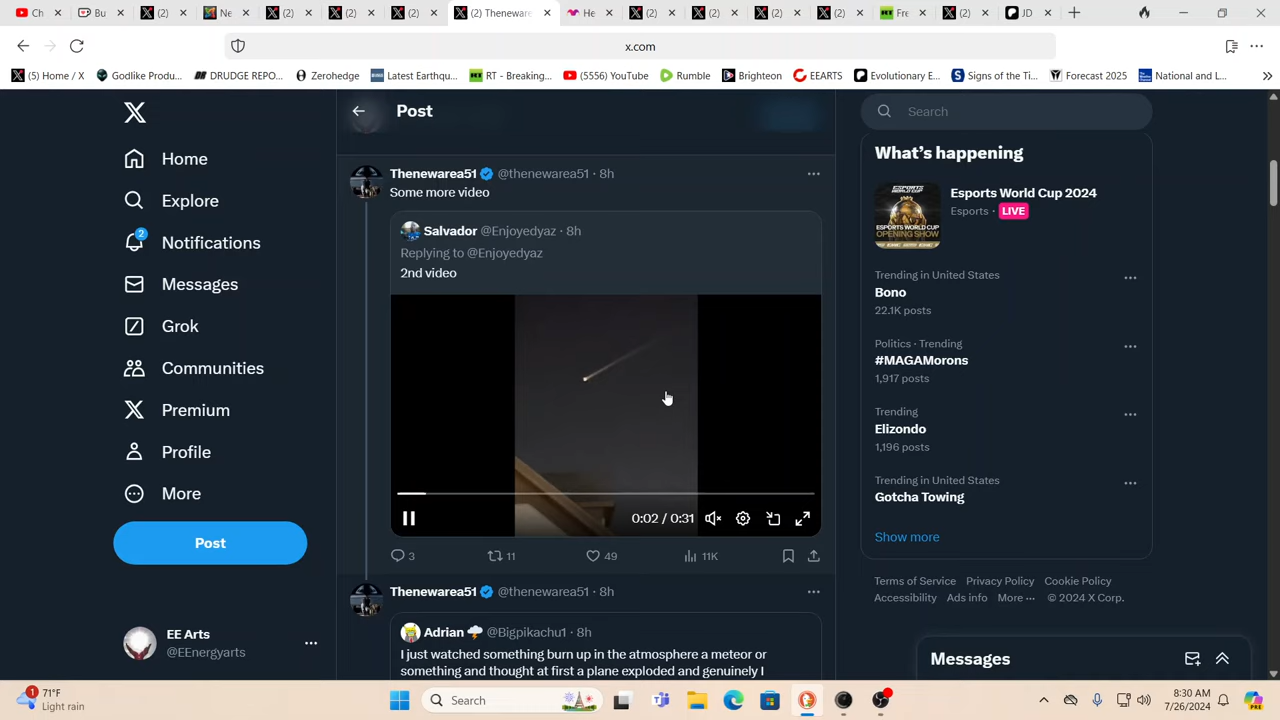 Ch
Bu
(2)
Ne
(2)
(2)
(2)
(2) Theneware
He
(2)
(2)
(2)
(2)
Fre
(2)
JD
x.com
(5) Home / X
Godlike Produ...
DRUDGE REPO...
Zerohedge
Latest Earthqu...
RT - Breaking...
(5556) YouTube
Rumble
Brighteon
EEARTS
Evolutionary E...
Signs of the Ti...
Forecast 2025
National and L...
Home
Explore
2
Notifications
Messages
Grok
Communities
Premium
Profile
More
Post
EE Arts
@EEnergyarts
Post
Thenewarea51 @thenewarea51 · 8h
Some more video
Salvador @Enjoyedyaz · 8h
Replying to @Enjoyedyaz
2nd video
0:02 / 0:31
3
11
49
11K
Thenewarea51 @thenewarea51 · 8h
Adrian @Bigpikachu1 · 8h
I just watched something burn up in the atmosphere a meteor or
something and thought at first a plane exploded and genuinely I
Search
What's happening
Esports World Cup 2024
Esports · LIVE
Trending in United States
Bono
22.1K posts
Politics · Trending
#MAGAMorons
1,917 posts
Trending
Elizondo
1,196 posts
Trending in United States
Gotcha Towing
Show more
Terms of Service Privacy Policy Cookie Policy
Accessibility Ads info More ··· © 2024 X Corp.
Messages
1
71°F
Light rain
Search
8:30 AM
7/26/2024